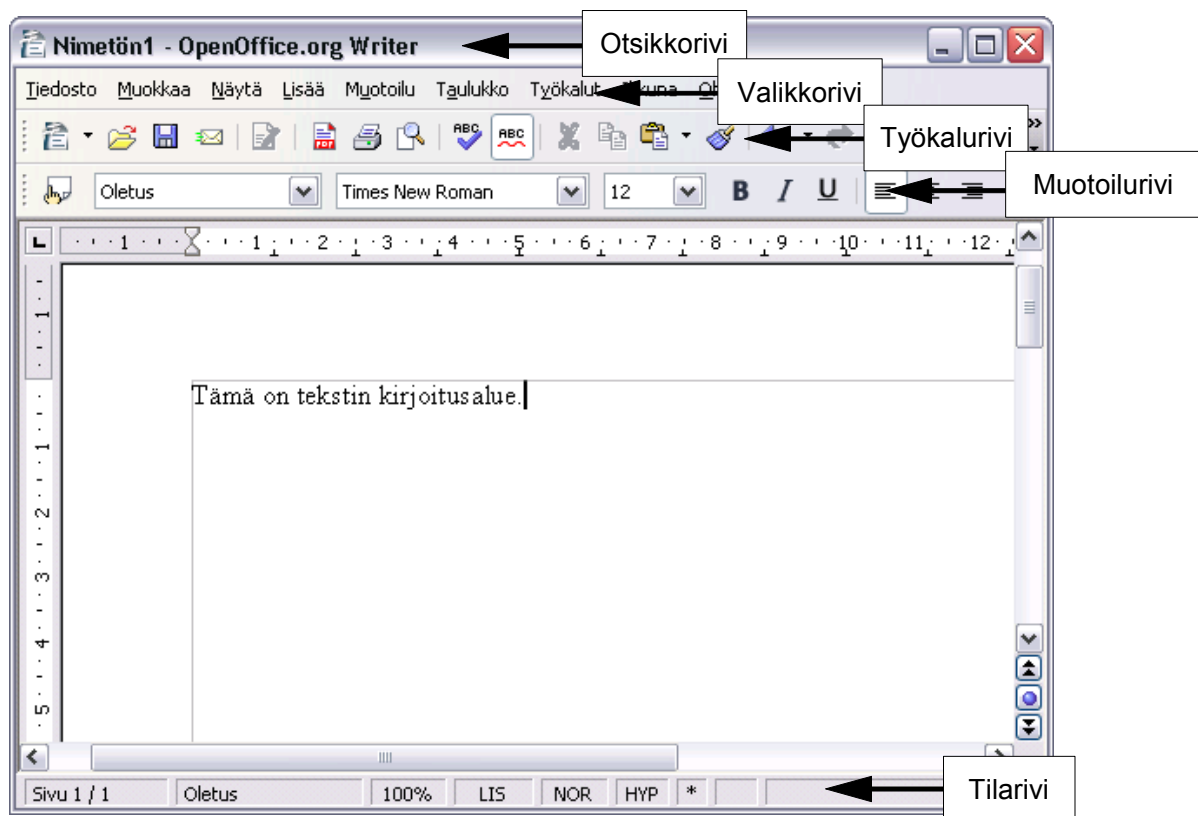 Nimetön1 - OpenOffice.org Writer
Otsikkorivi
Tiedosto Muokkaa Näytä Lisää Muotoilu Taulukko Työkalut
Valikkorivi
ABC ABC
Työkalurivi
Oletus Times New Roman 12 B I U
Muotoilurivi
1 1 2 3 4 5 6 7 8 9 10 11 12
Tämä on tekstin kirjoitusalue.
1
1
2
3
4
5
Sivu 1 / 1 Oletus 100% LIS NOR HYP *
Tilarivi